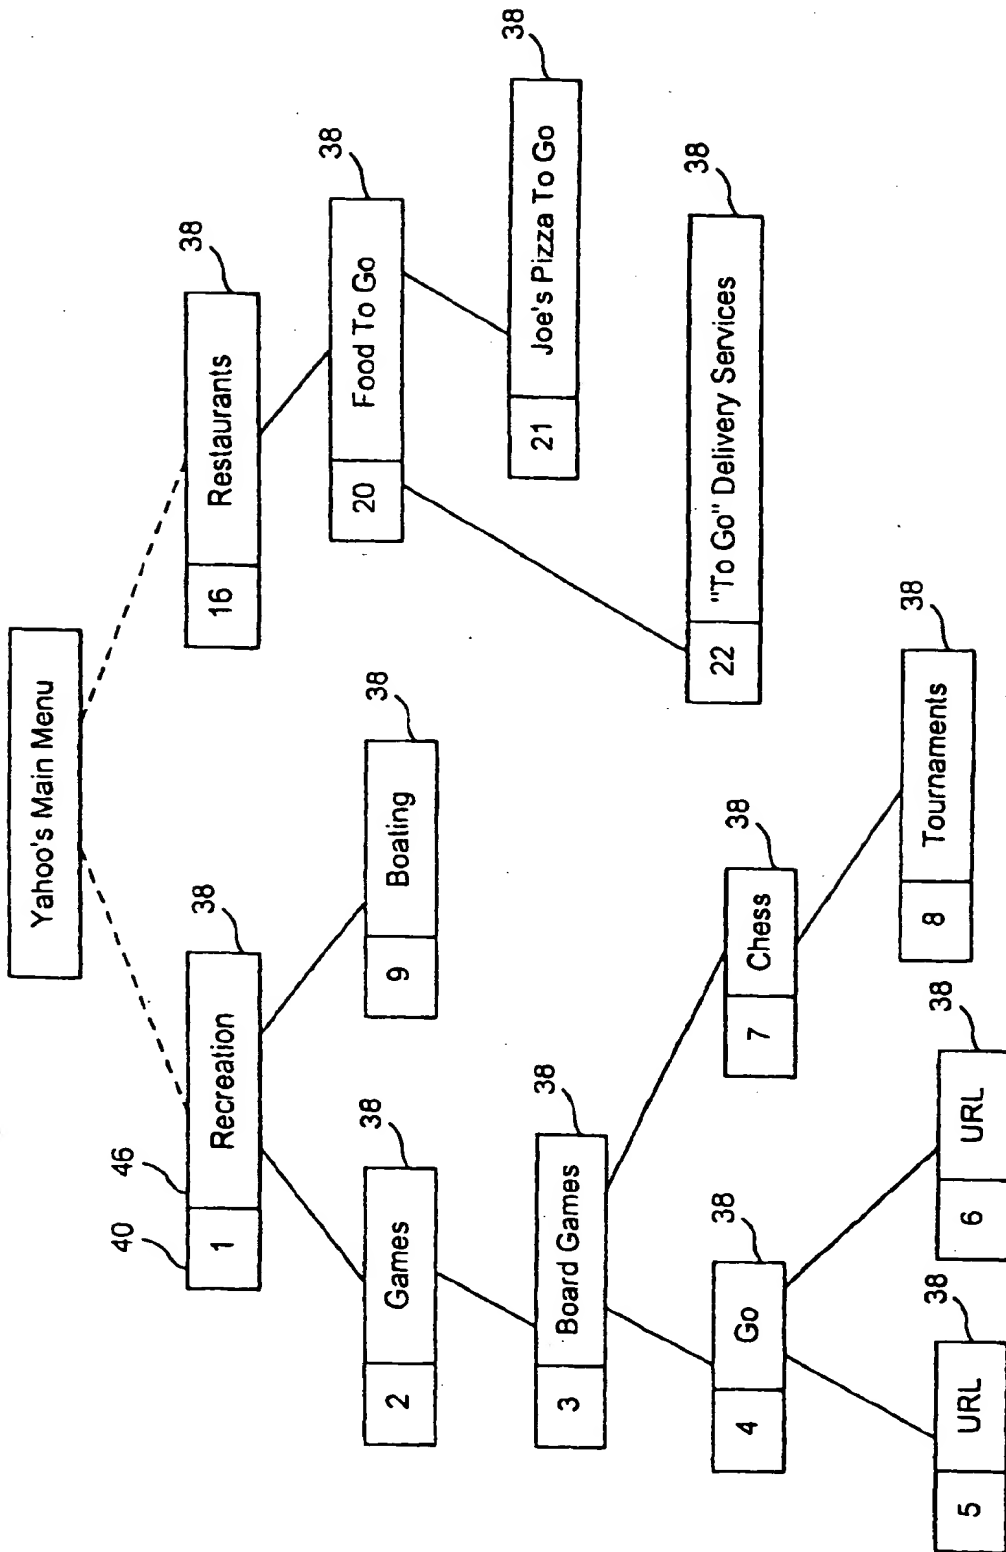 Yahoo's Main Menu
40
46
1 Recreation
38
16 Restaurants
38
2 Games
38
9 Boating
38
20 Food To Go
38
3 Board Games
38
21 Joe's Pizza To Go
38
4 Go
38
7 Chess
38
22 "To Go" Delivery Services
38
5 URL
38
6 URL
38
8 Tournaments
38